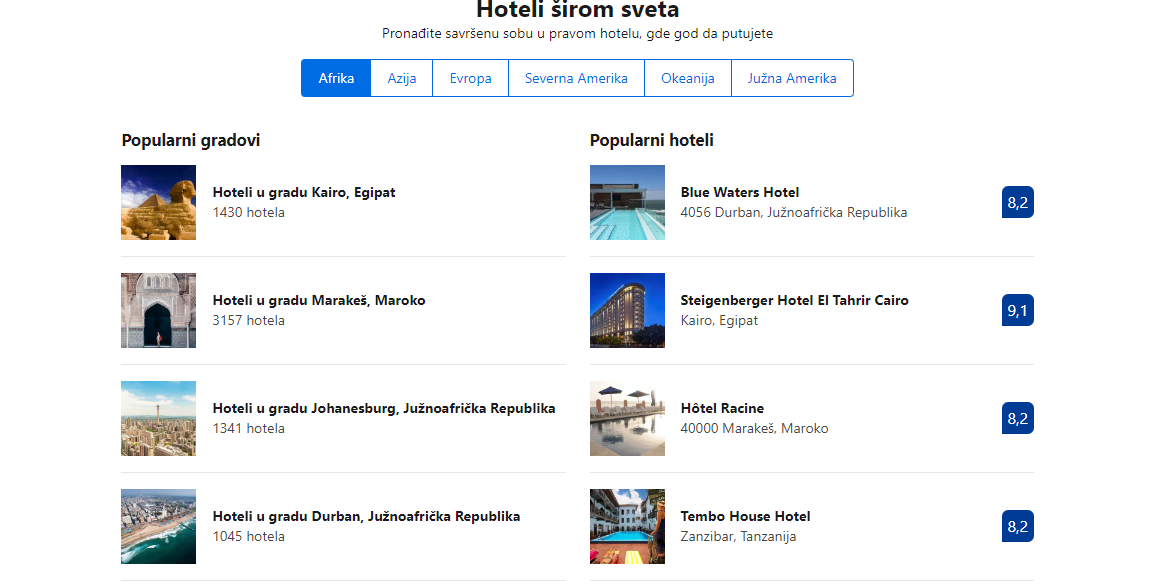 Hoteli širom sveta
Pronađite savršenu sobu u pravom hotelu, gde god da putujete
Afrika
Azija
Evropa
Severna Amerika
Okeanija
Južna Amerika
Popularni gradovi
Hoteli u gradu Kairo, Egipat
1430 hotela
Hoteli u gradu Marakeš, Maroko
3157 hotela
Hoteli u gradu Johanesburg, Južnoafrička Republika
1341 hotela
Hoteli u gradu Durban, Južnoafrička Republika
1045 hotela
Popularni hoteli
Blue Waters Hotel
4056 Durban, Južnoafrička Republika
8,2
Steigenberger Hotel El Tahrir Cairo
Kairo, Egipat
9,1
Hôtel Racine
40000 Marakeš, Maroko
8,2
Tembo House Hotel
Zanzibar, Tanzanija
8,2